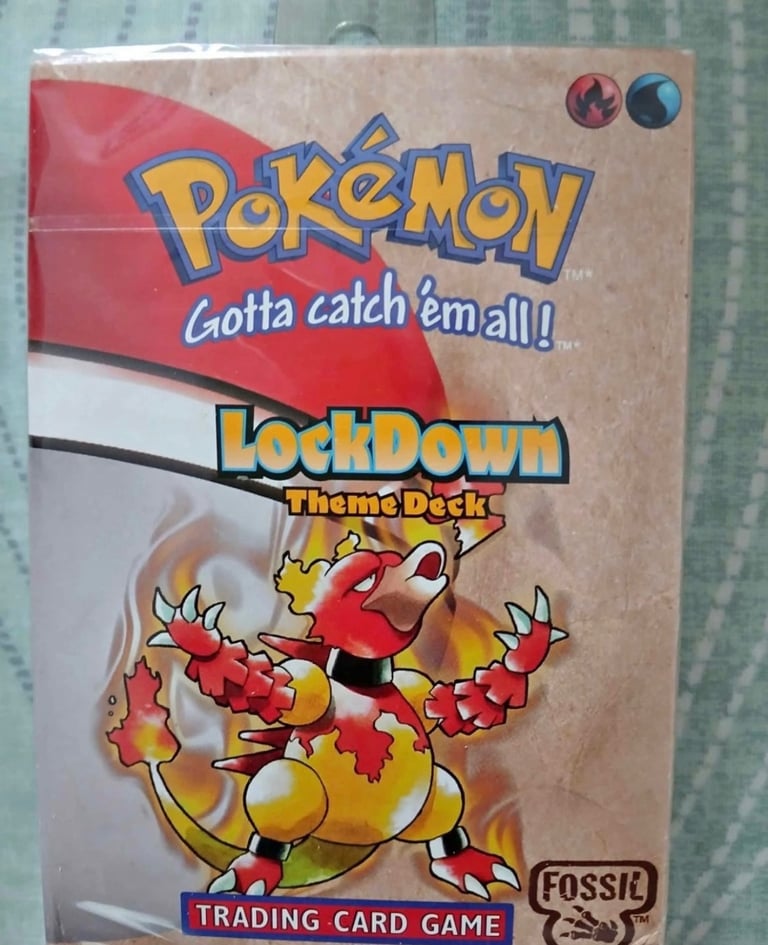 POKéMON
TM*
Gotta catch 'em all!
TM*
LockDown
Theme Deck
FOSSIL
TM
TRADING CARD GAME